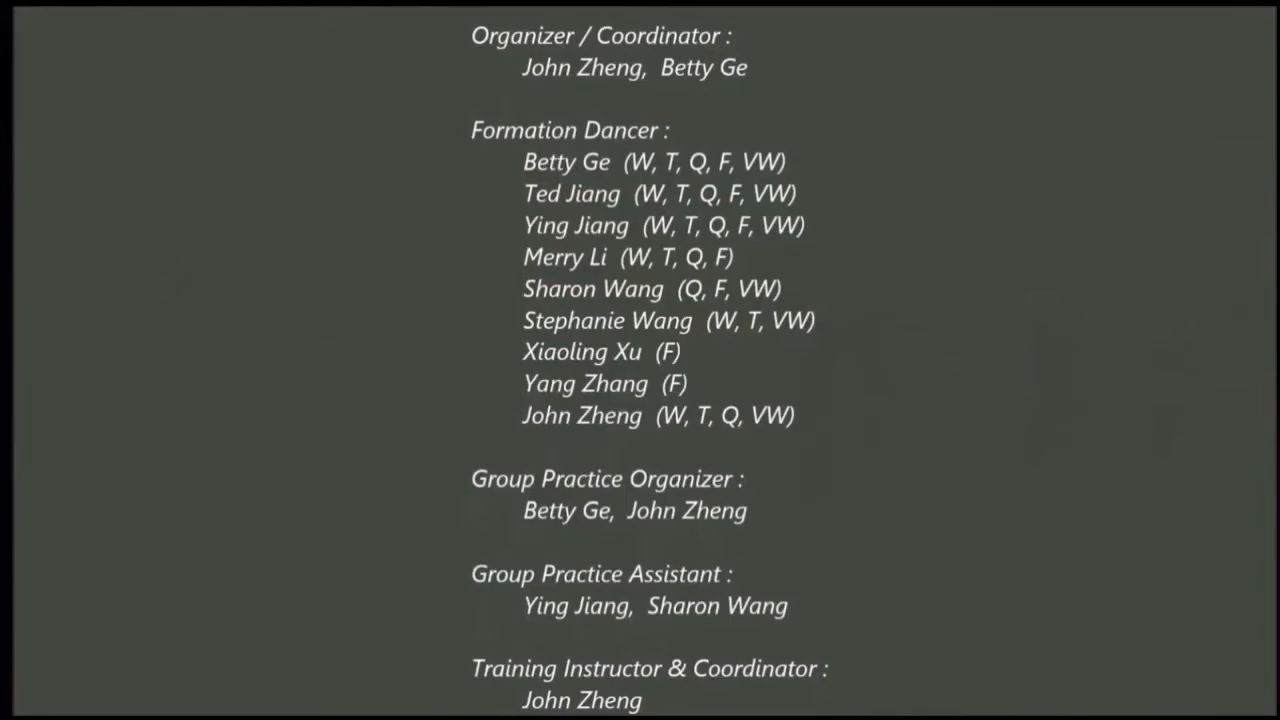 Organizer / Coordinator :
John Zheng, Betty Ge
Formation Dancer :
Betty Ge (W, T, Q, F, VW)
Ted Jiang (W, T, Q, F, VW)
Ying Jiang (W, T, Q, F, VW)
Merry Li (W, T, Q, F)
Sharon Wang (Q, F, VW)
Stephanie Wang (W, T, VW)
Xiaoling Xu (F)
Yang Zhang (F)
John Zheng (W, T, Q, VW)
Group Practice Organizer :
Betty Ge, John Zheng
Group Practice Assistant :
Ying Jiang, Sharon Wang
Training Instructor & Coordinator :
John Zheng